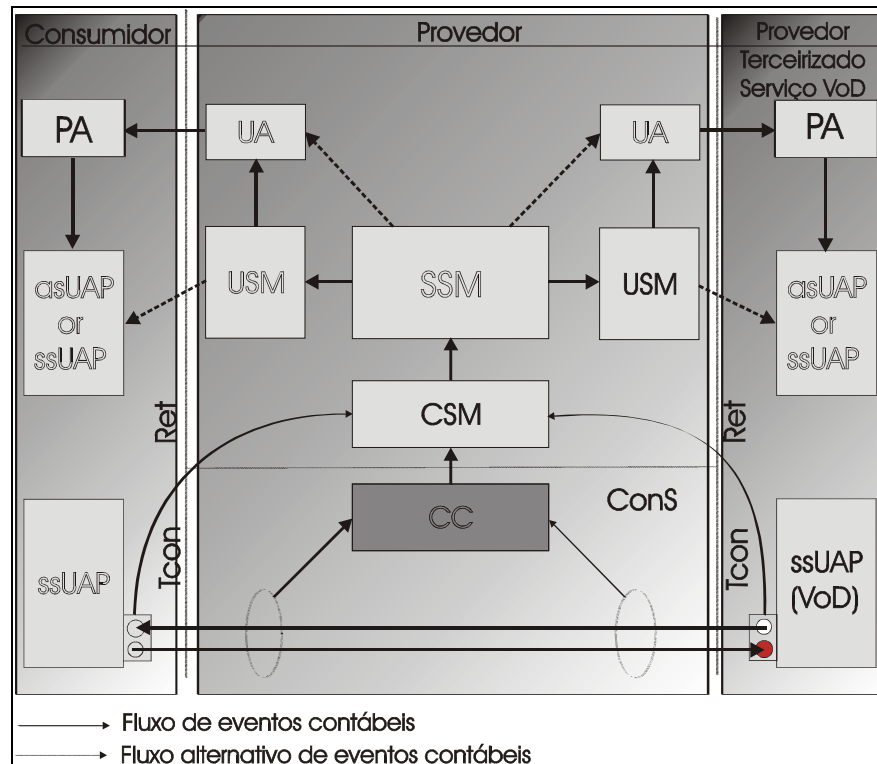 Consumidor
Provedor
Provedor
Terceirizado
Serviço VoD
PA
UA
UA
PA
asUAP
or
ssUAP
USM
SSM
USM
asUAP
or
ssUAP
Ret
CSM
Ret
ConS
CC
Tcon
Tcon
ssUAP
ssUAP
(VoD)
Fluxo de eventos contábeis
Fluxo alternativo de eventos contábeis